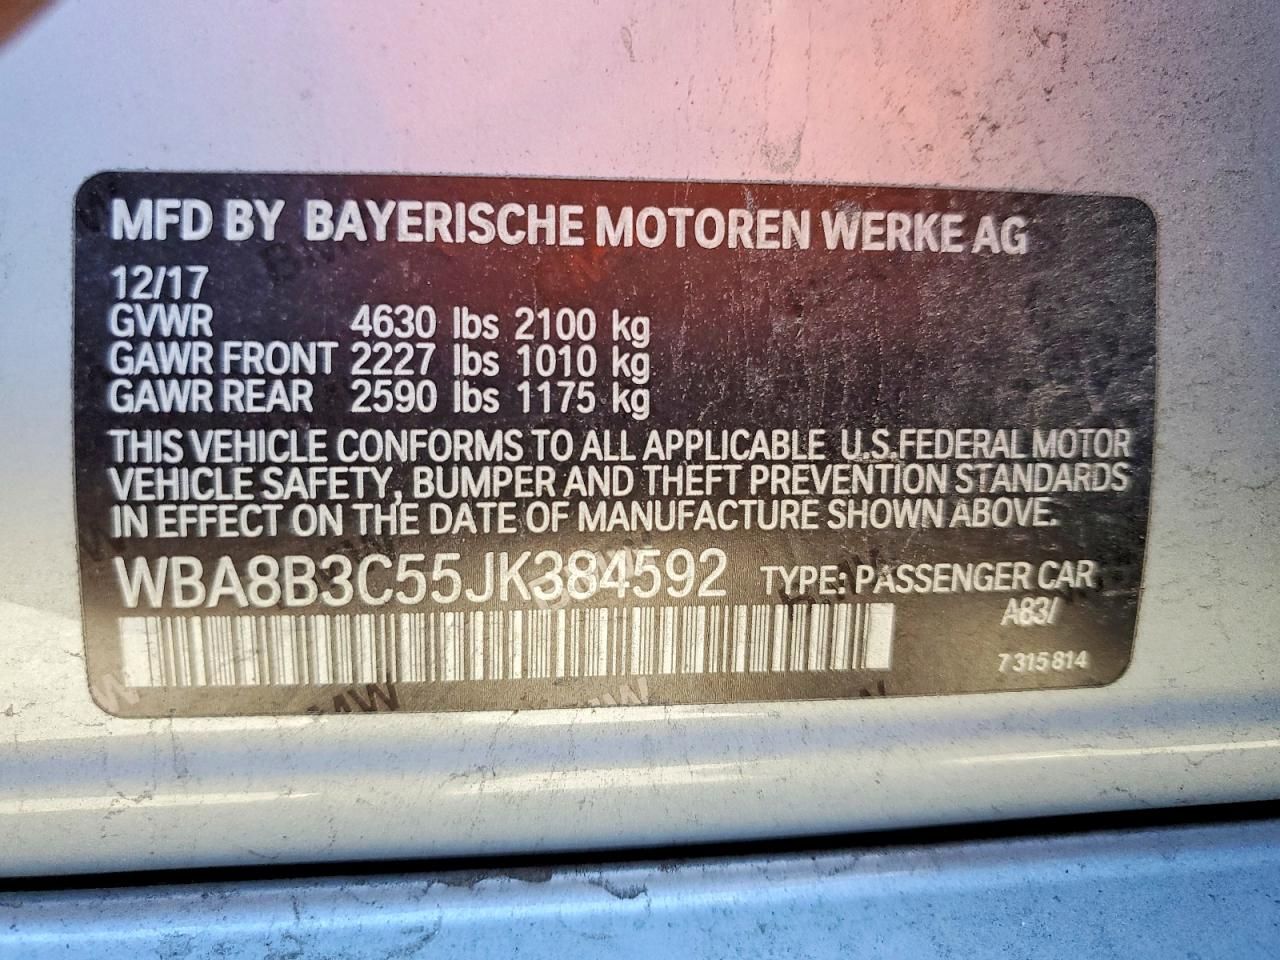 MFD BY BAYERISCHE MOTOREN WERKE AG
12/17
GVWR 4630 lbs 2100 kg
GAWR FRONT 2227 lbs 1010 kg
GAWR REAR 2590 lbs 1175 kg
THIS VEHICLE CONFORMS TO ALL APPLICABLE U.S. FEDERAL MOTOR
VEHICLE SAFETY, BUMPER AND THEFT PREVENTION STANDARDS
IN EFFECT ON THE DATE OF MANUFACTURE SHOWN ABOVE.
WBA8B3C55JK384592 TYPE: PASSENGER CAR
A83/
7 315 814